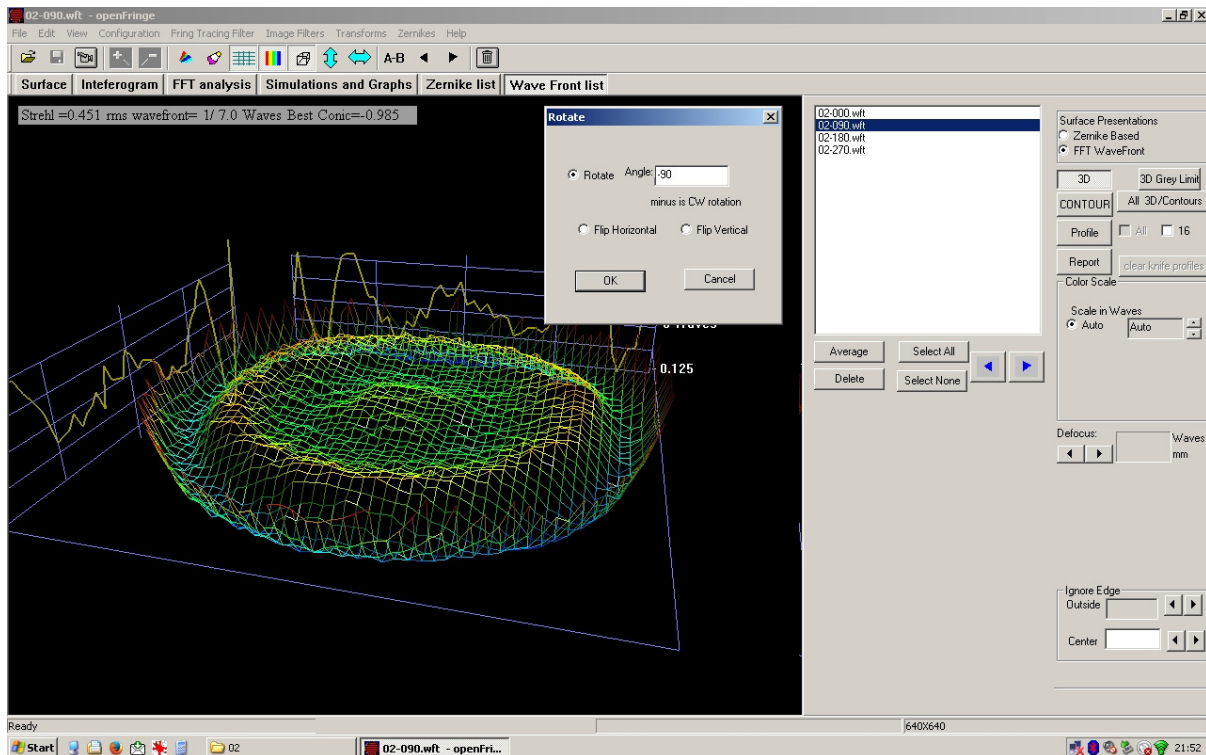 02-090.wft - openFringe
File Edit View Configuration Fring Tracing Filter Image Filters Transforms Zernikes Help
A-B
Surface Inteferogram FFT analysis Simulations and Graphs Zernike list Wave Front list
Strehl =0.451 rms wavefront= 1/ 7.0 Waves Best Conic=-0.985
0.125
Rotate
Rotate Angle: -90
minus is CW rotation
Flip Horizontal Flip Vertical
OK Cancel
02-000.wft
02-090.wft
02-180.wft
02-270.wft
Average Select All
Delete Select None
Surface Presentations
Zernike Based
FFT WaveFront
3D 3D Grey Limit
CONTOUR All 3D/Contours
Profile All 16
Report clear knife profiles
Color Scale
Scale in Waves
Auto Auto
Defocus: Waves
mm
Ignore Edge
Outside
Center
Ready 640X640
Start 02 02-090.wft - openFri... 21:52